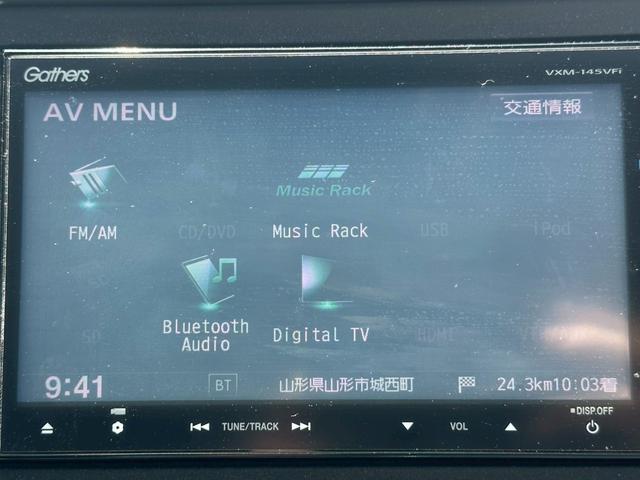 Gathers
VXM-145VFi
AV MENU
交通情報
Music Rack
FM/AM
CD/DVD
Music Rack
USB
iPod
SD
Bluetooth
Audio
Digital TV
HDMI
9:41
BT
山形県山形市城西町
24.3km10:03着
DISP.OFF
TUNE/TRACK
VOL